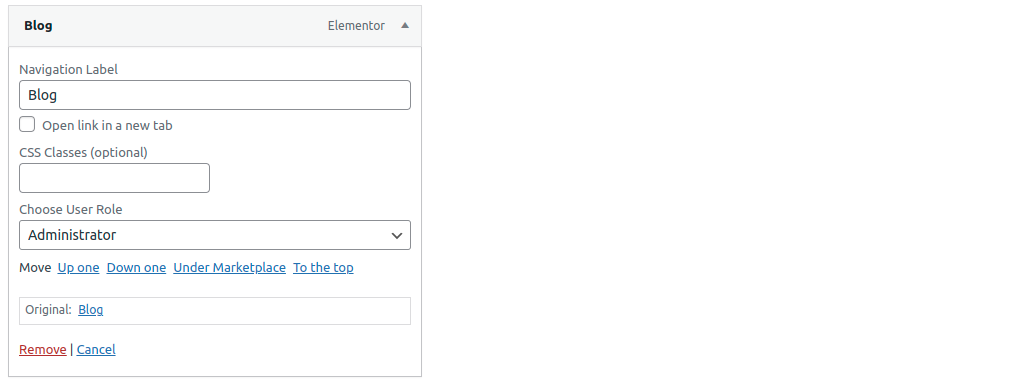 Blog Elementor
Navigation Label
Blog
Open link in a new tab
CSS Classes (optional)
Choose User Role
Administrator
Move Up one Down one Under Marketplace To the top
Original: Blog
Remove | Cancel